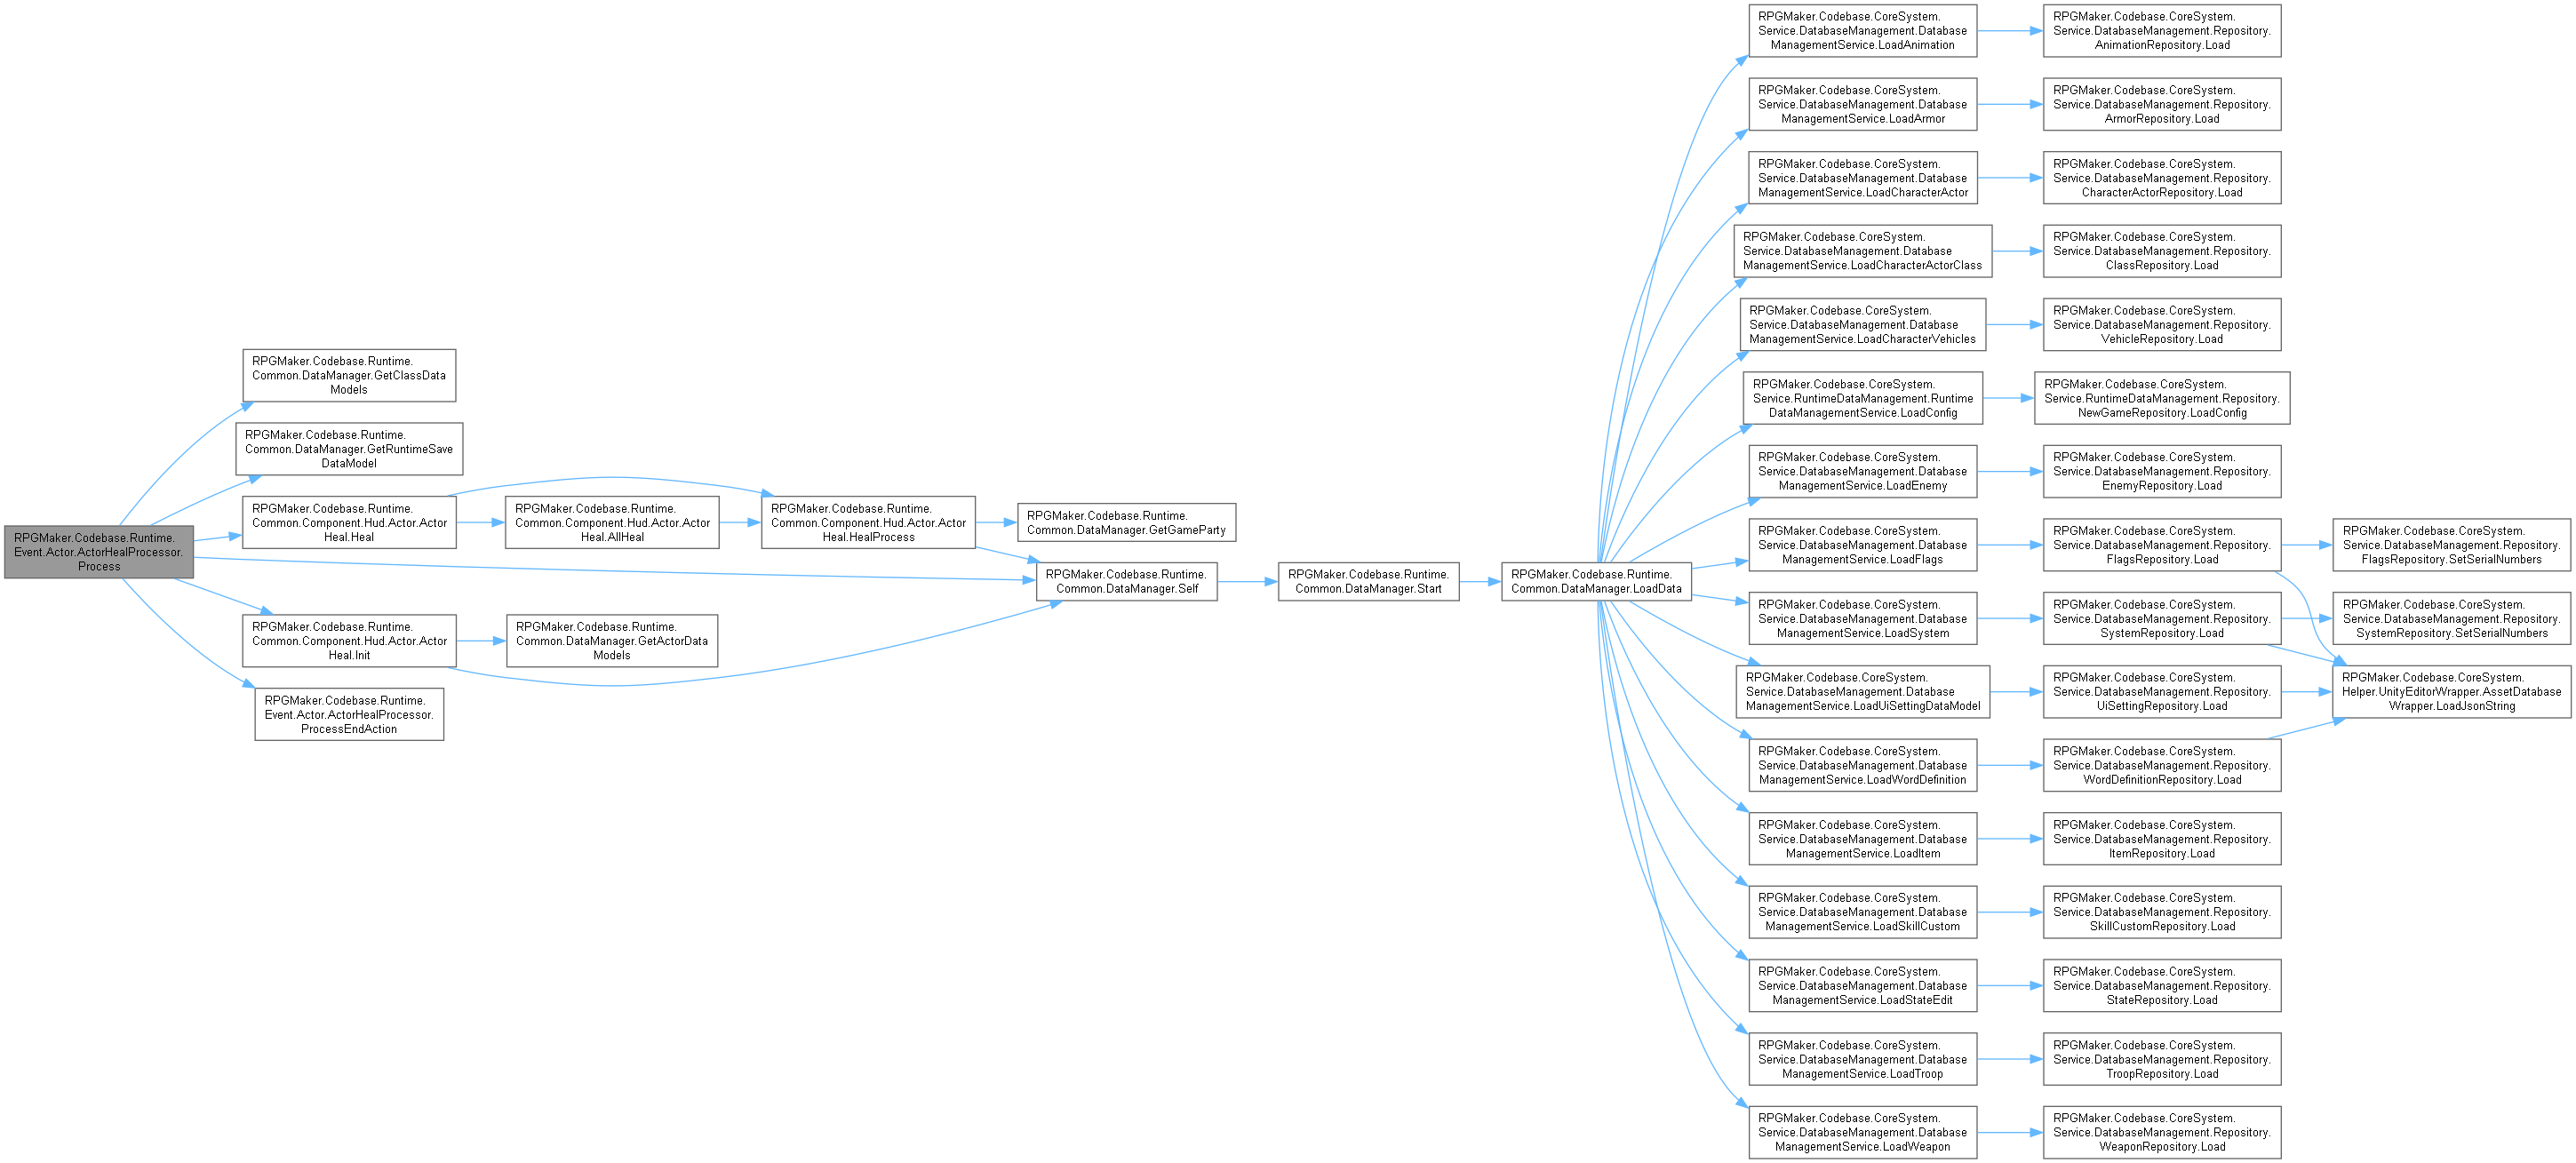 RPGMaker.Codebase.Runtime.
Event.Actor.ActorHealProcessor.
Process
RPGMaker.Codebase.Runtime.
Common.DataManager.GetClassData
Models
RPGMaker.Codebase.Runtime.
Common.DataManager.GetRuntimeSave
DataModel
RPGMaker.Codebase.Runtime.
Common.Component.Hud.Actor.Actor
Heal.Heal
RPGMaker.Codebase.Runtime.
Common.Component.Hud.Actor.Actor
Heal.Init
RPGMaker.Codebase.Runtime.
Event.Actor.ActorHealProcessor.
ProcessEndAction
RPGMaker.Codebase.Runtime.
Common.Component.Hud.Actor.Actor
Heal.AllHeal
RPGMaker.Codebase.Runtime.
Common.DataManager.GetActorData
Models
RPGMaker.Codebase.Runtime.
Common.Component.Hud.Actor.Actor
Heal.HealProcess
RPGMaker.Codebase.Runtime.
Common.DataManager.GetGameParty
RPGMaker.Codebase.Runtime.
Common.DataManager.Self
RPGMaker.Codebase.Runtime.
Common.DataManager.Start
RPGMaker.Codebase.Runtime.
Common.DataManager.LoadData
RPGMaker.Codebase.CoreSystem.
Service.DatabaseManagement.Database
ManagementService.LoadAnimation
RPGMaker.Codebase.CoreSystem.
Service.DatabaseManagement.Repository.
AnimationRepository.Load
RPGMaker.Codebase.CoreSystem.
Service.DatabaseManagement.Database
ManagementService.LoadArmor
RPGMaker.Codebase.CoreSystem.
Service.DatabaseManagement.Repository.
ArmorRepository.Load
RPGMaker.Codebase.CoreSystem.
Service.DatabaseManagement.Database
ManagementService.LoadCharacterActor
RPGMaker.Codebase.CoreSystem.
Service.DatabaseManagement.Repository.
CharacterActorRepository.Load
RPGMaker.Codebase.CoreSystem.
Service.DatabaseManagement.Database
ManagementService.LoadCharacterActorClass
RPGMaker.Codebase.CoreSystem.
Service.DatabaseManagement.Repository.
ClassRepository.Load
RPGMaker.Codebase.CoreSystem.
Service.DatabaseManagement.Database
ManagementService.LoadCharacterVehicles
RPGMaker.Codebase.CoreSystem.
Service.DatabaseManagement.Repository.
VehicleRepository.Load
RPGMaker.Codebase.CoreSystem.
Service.RuntimeDataManagement.Runtime
DataManagementService.LoadConfig
RPGMaker.Codebase.CoreSystem.
Service.RuntimeDataManagement.Repository.
NewGameRepository.LoadConfig
RPGMaker.Codebase.CoreSystem.
Service.DatabaseManagement.Database
ManagementService.LoadEnemy
RPGMaker.Codebase.CoreSystem.
Service.DatabaseManagement.Repository.
EnemyRepository.Load
RPGMaker.Codebase.CoreSystem.
Service.DatabaseManagement.Database
ManagementService.LoadFlags
RPGMaker.Codebase.CoreSystem.
Service.DatabaseManagement.Repository.
FlagsRepository.Load
RPGMaker.Codebase.CoreSystem.
Service.DatabaseManagement.Repository.
FlagsRepository.SetSerialNumbers
RPGMaker.Codebase.CoreSystem.
Service.DatabaseManagement.Database
ManagementService.LoadSystem
RPGMaker.Codebase.CoreSystem.
Service.DatabaseManagement.Repository.
SystemRepository.Load
RPGMaker.Codebase.CoreSystem.
Service.DatabaseManagement.Repository.
SystemRepository.SetSerialNumbers
RPGMaker.Codebase.CoreSystem.
Service.DatabaseManagement.Database
ManagementService.LoadUiSettingDataModel
RPGMaker.Codebase.CoreSystem.
Service.DatabaseManagement.Repository.
UiSettingRepository.Load
RPGMaker.Codebase.CoreSystem.
Helper.UnityEditorWrapper.AssetDatabase
Wrapper.LoadJsonString
RPGMaker.Codebase.CoreSystem.
Service.DatabaseManagement.Database
ManagementService.LoadWordDefinition
RPGMaker.Codebase.CoreSystem.
Service.DatabaseManagement.Repository.
WordDefinitionRepository.Load
RPGMaker.Codebase.CoreSystem.
Service.DatabaseManagement.Database
ManagementService.LoadItem
RPGMaker.Codebase.CoreSystem.
Service.DatabaseManagement.Repository.
ItemRepository.Load
RPGMaker.Codebase.CoreSystem.
Service.DatabaseManagement.Database
ManagementService.LoadSkillCustom
RPGMaker.Codebase.CoreSystem.
Service.DatabaseManagement.Repository.
SkillCustomRepository.Load
RPGMaker.Codebase.CoreSystem.
Service.DatabaseManagement.Database
ManagementService.LoadStateEdit
RPGMaker.Codebase.CoreSystem.
Service.DatabaseManagement.Repository.
StateRepository.Load
RPGMaker.Codebase.CoreSystem.
Service.DatabaseManagement.Database
ManagementService.LoadTroop
RPGMaker.Codebase.CoreSystem.
Service.DatabaseManagement.Repository.
TroopRepository.Load
RPGMaker.Codebase.CoreSystem.
Service.DatabaseManagement.Database
ManagementService.LoadWeapon
RPGMaker.Codebase.CoreSystem.
Service.DatabaseManagement.Repository.
WeaponRepository.Load